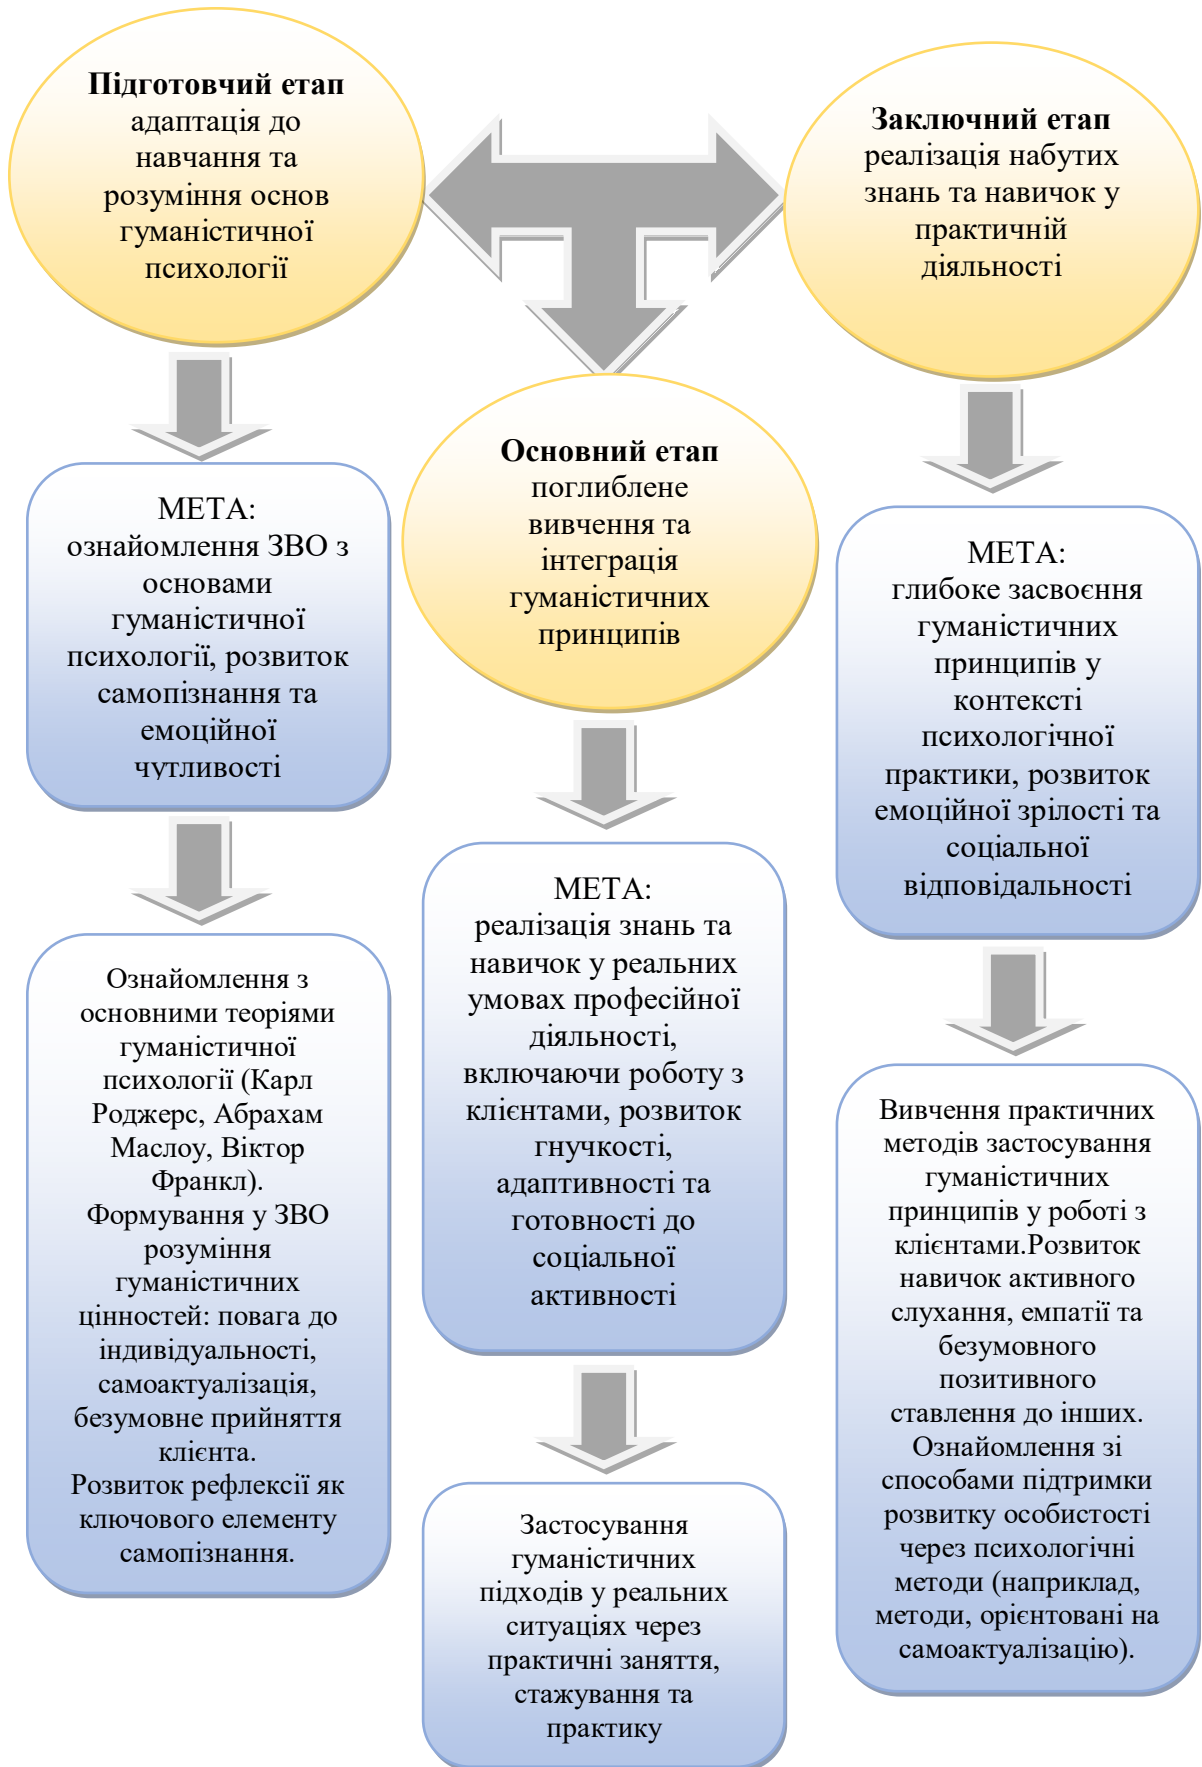 Підготовчий етап
адаптація до
навчання та
розуміння основ
гуманістичної
психології
МЕТА:
ознайомлення ЗВО з
основами
гуманістичної
психології, розвиток
самопізнання та
емоційної
чутливості
Ознайомлення з
основними теоріями
гуманістичної
психології (Карл
Роджерс, Абрахам
Маслоу, Віктор
Франкл).
Формування у ЗВО
розуміння
гуманістичних
цінностей: повага до
індивідуальності,
самоактуалізація,
безумовне прийняття
клієнта.
Розвиток рефлексії як
ключового елементу
самопізнання.
Основний етап
поглиблене
вивчення та
інтеграція
гуманістичних
принципів
МЕТА:
реалізація знань та
навичок у реальних
умовах професійної
діяльності,
включаючи роботу з
клієнтами, розвиток
гнучкості,
адаптивності та
готовності до
соціальної
активності
Застосування
гуманістичних
підходів у реальних
ситуаціях через
практичні заняття,
стажування та
практику
Заключний етап
реалізація набутих
знань та навичок у
практичній
діяльності
МЕТА:
глибоке засвоєння
гуманістичних
принципів у
контексті
психологічної
практики, розвиток
емоційної зрілості та
соціальної
відповідальності
Вивчення практичних
методів застосування
гуманістичних
принципів у роботі з
клієнтами.Розвиток
навичок активного
слухання, емпатії та
безумовного
позитивного
ставлення до інших.
Ознайомлення зі
способами підтримки
розвитку особистості
через психологічні
методи (наприклад,
методи, орієнтовані на
самоактуалізацію).